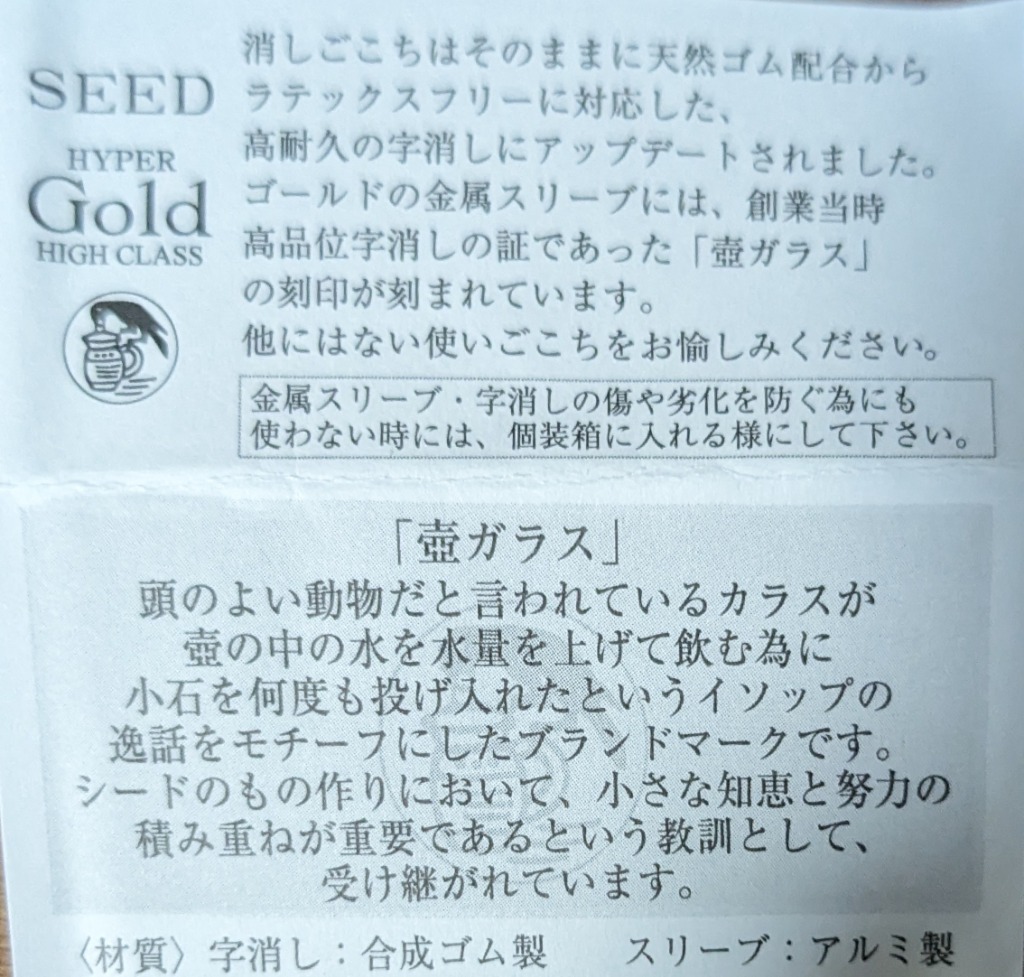 SEED
HYPER
Gold
HIGH CLASS
消しごこちはそのままに天然ゴム配合から
ラテックスフリーに対応した、
高耐久の字消しにアップデートされました。
ゴールドの金属スリーブには、創業当時
高品位字消しの証であった「壺ガラス」
の刻印が刻まれています。
他にはない使いごこちをお愉しみください。
金属スリーブ・字消しの傷や劣化を防ぐ為にも
使わない時には、個装箱に入れる様にして下さい。
「壺ガラス」
頭のよい動物だと言われているカラスが
壺の中の水を水量を上げて飲む為に
小石を何度も投げ入れたというイソップの
逸話をモチーフにしたブランドマークです。
シードのもの作りにおいて、小さな知恵と努力の
積み重ねが重要であるという教訓として、
受け継がれています。
〈材質〉字消し：合成ゴム製　　スリーブ：アルミ製